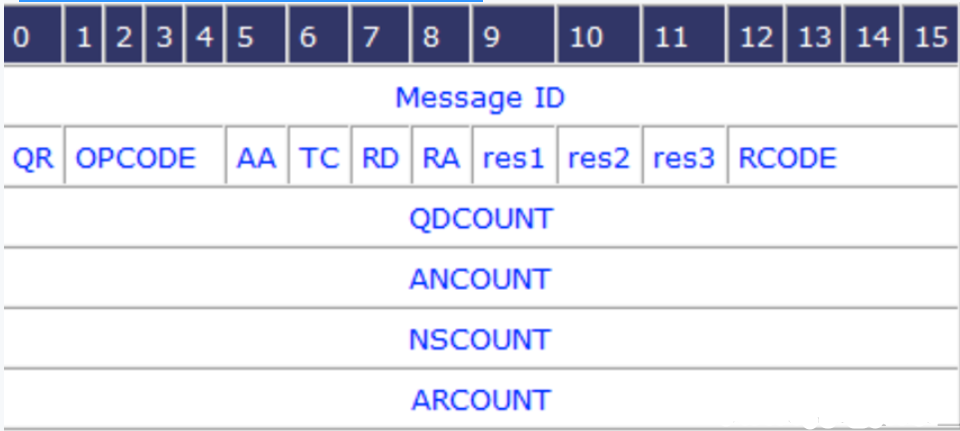 0 1 2 3 4 5 6 7 8 9 10 11 12 13 14 15
Message ID
QR OPCODE AA TC RD RA res1 res2 res3 RCODE
QDCOUNT
ANCOUNT
NSCOUNT
ARCOUNT